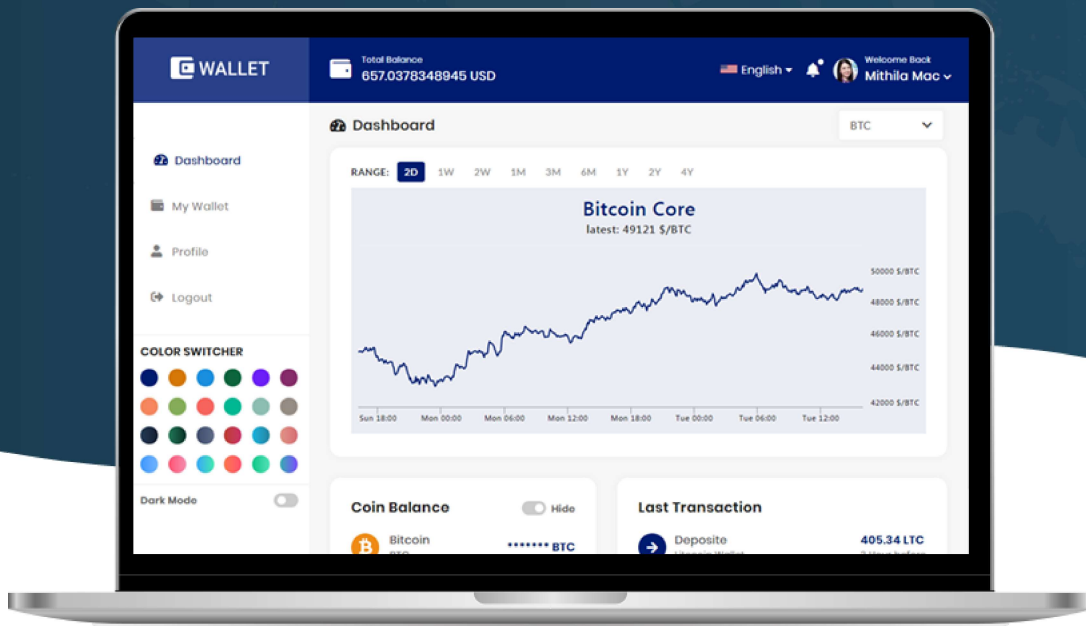 WALLET
Total Balance
657.0378348945 USD
English
Welcome Back
Mithila Mac
Dashboard
BTC
Dashboard
My Wallet
Profile
Logout
COLOR SWITCHER
Dark Mode
RANGE: 2D 1W 2W 1M 3M 6M 1Y 2Y 4Y
Bitcoin Core
latest: 49121 $/BTC
50000 $/BTC
48000 $/BTC
46000 $/BTC
44000 $/BTC
42000 $/BTC
Sun 18:00 Mon 00:00 Mon 06:00 Mon 12:00 Mon 18:00 Tue 00:00 Tue 06:00 Tue 12:00
Coin Balance
Hide
Bitcoin
BTC
******* BTC
Last Transaction
Deposite
Litecoin Wallet
405.34 LTC